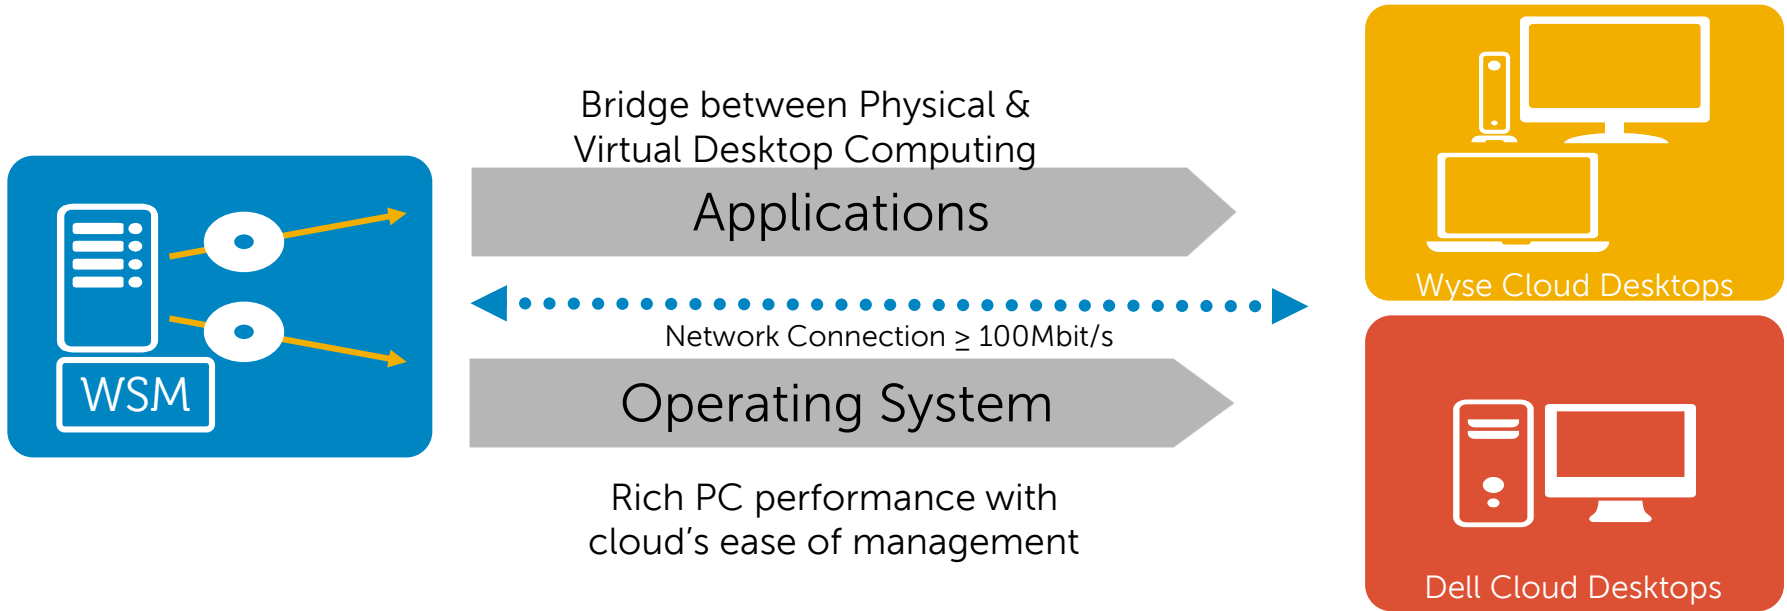 Bridge between Physical &
Virtual Desktop Computing
Applications
Network Connection ≥ 100Mbit/s
Operating System
WSM
Rich PC performance with
cloud's ease of management
Wyse Cloud Desktops
Dell Cloud Desktops